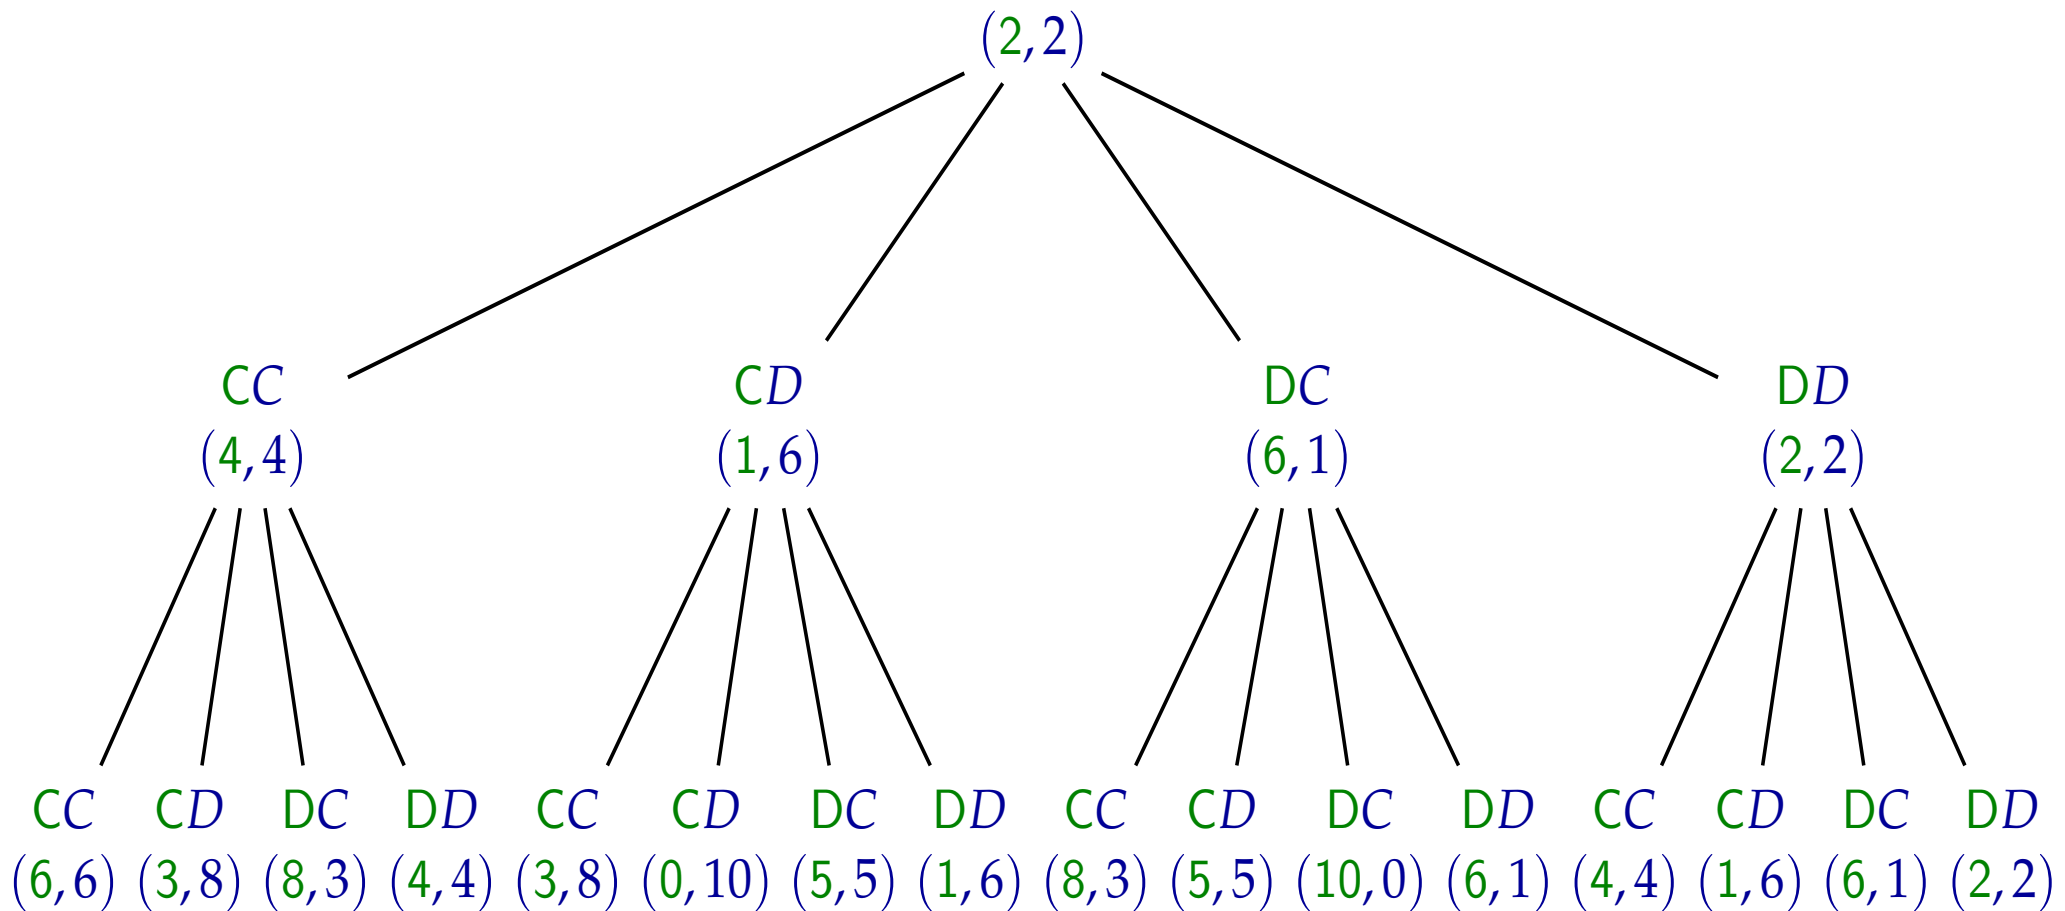 (2, 2)
CC CD DC DD
(4, 4) (1, 6) (6, 1) (2, 2)
CC CD DC DD CC CD DC DD CC CD DC DD CC CD DC DD
(6, 6) (3, 8) (8, 3) (4, 4) (3, 8) (0, 10) (5, 5) (1, 6) (8, 3) (5, 5) (10, 0) (6, 1) (4, 4) (1, 6) (6, 1) (2, 2)